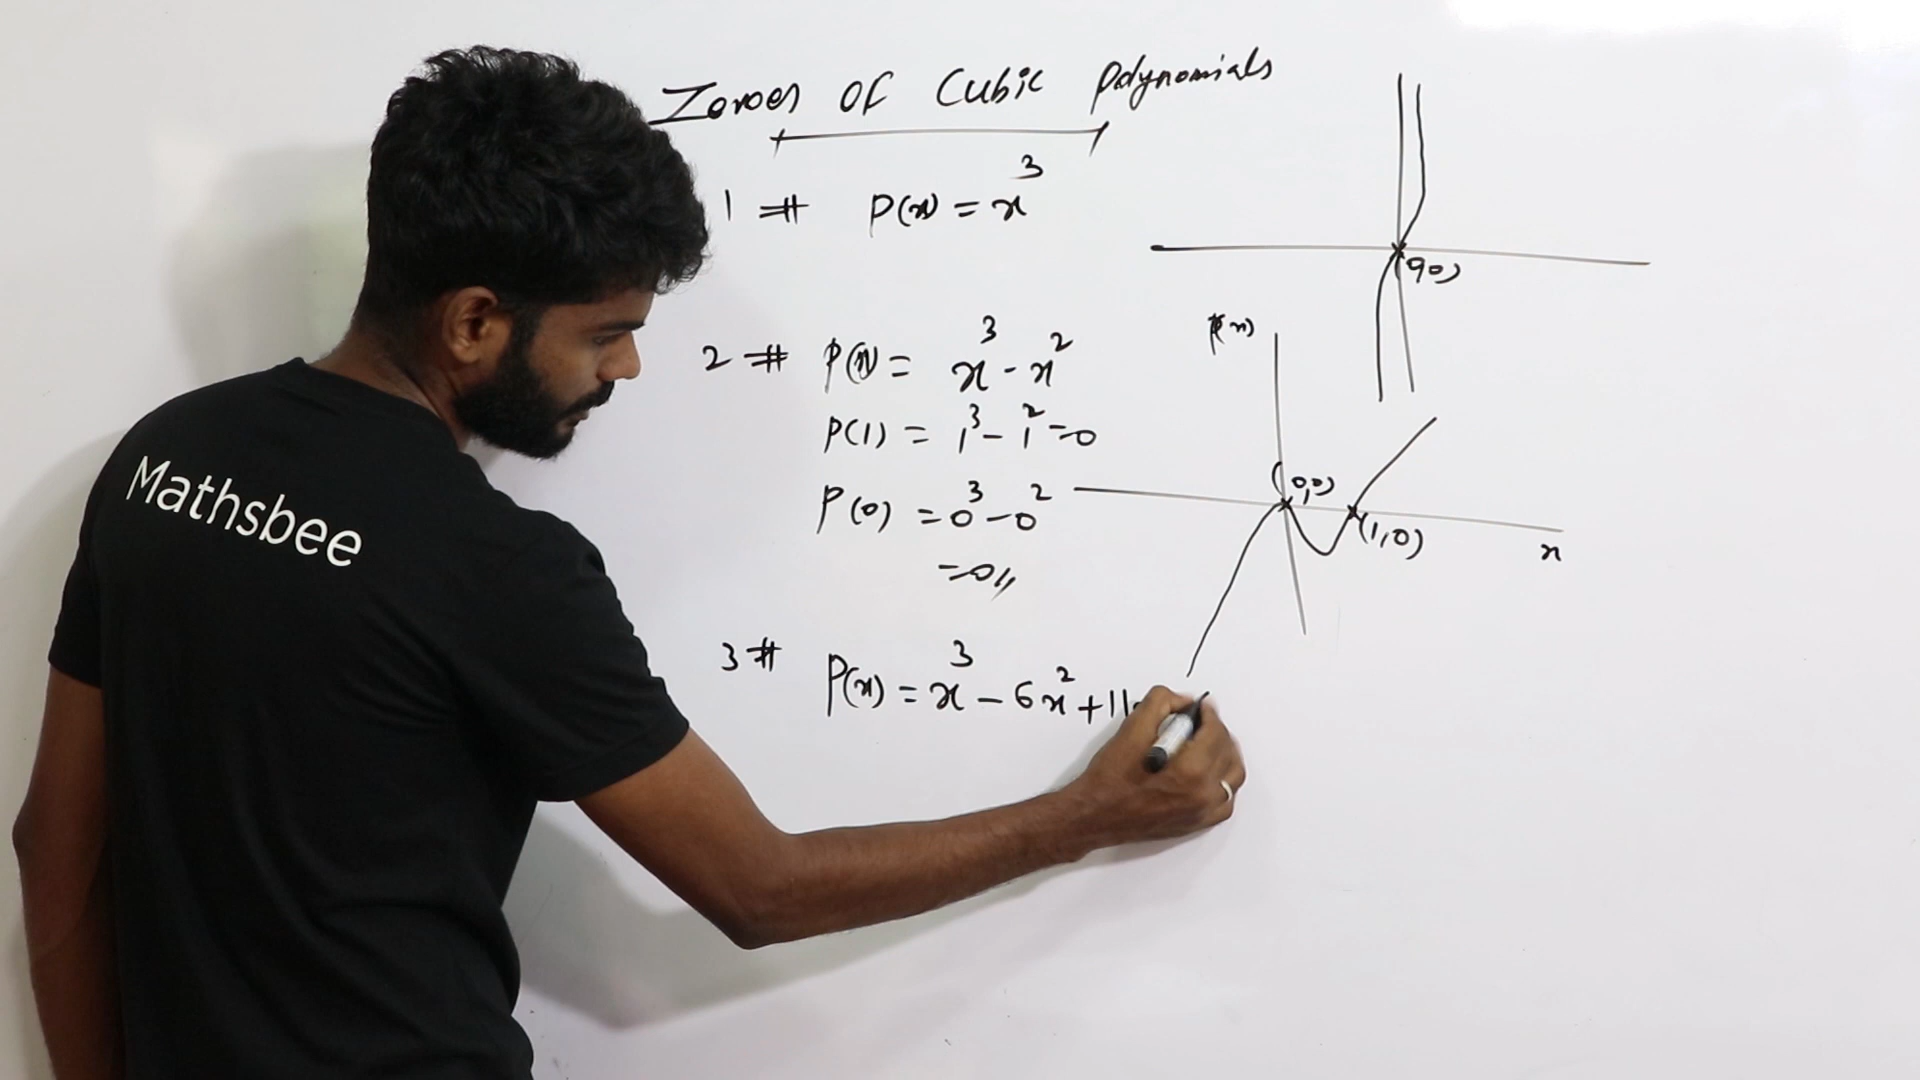 Zeroes OF Cubic Polynomials
1 # P(x) = x³
(0,0)
2 # P(x) = x³ - x²
P(1) = 1³ - 1² = 0
P(0) = 0³ - 0²
= 0//
P(x)
(0,0)
(1,0)
x
3 # P(x) = x³ - 6x² + 11
Mathsbee